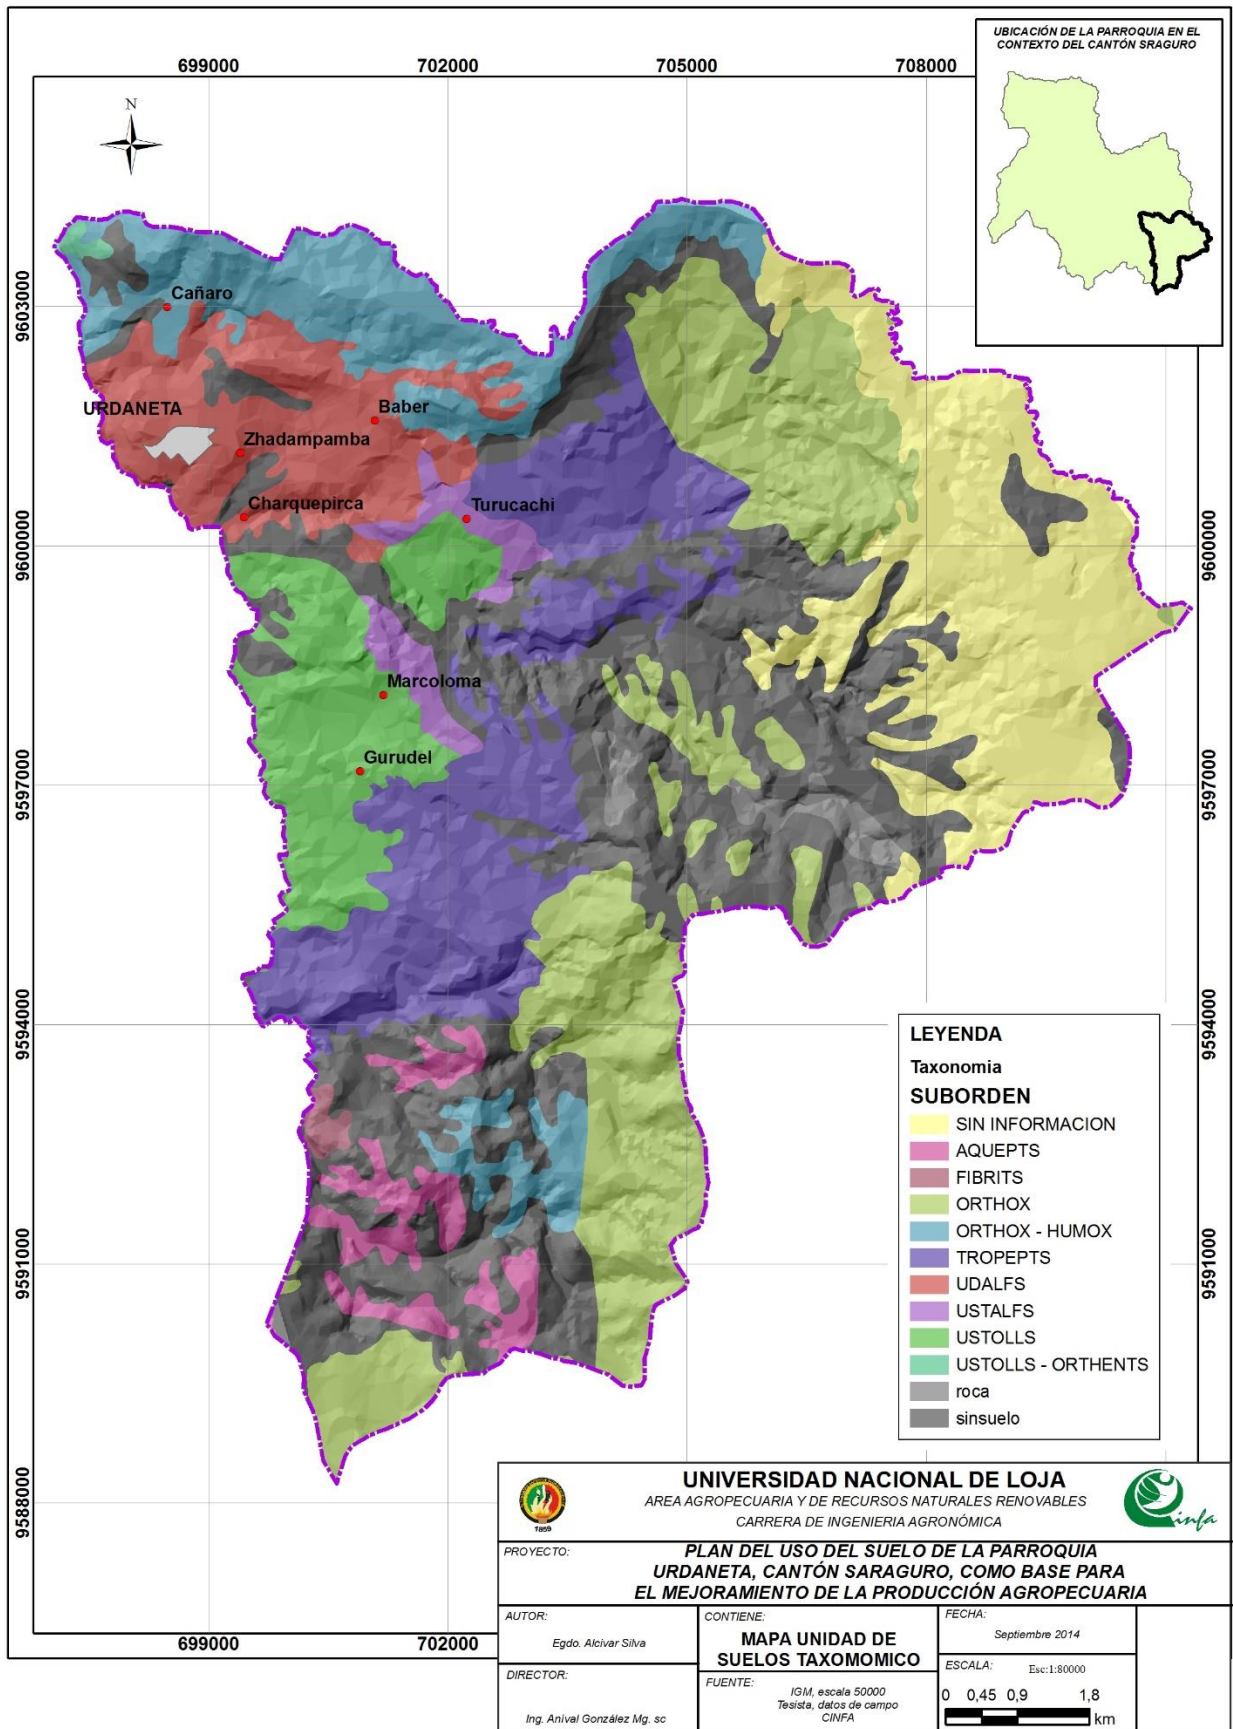 UBICACIÓN DE LA PARROQUIA EN EL
CONTEXTO DEL CANTÓN SRAGURO
699000
702000
705000
708000
N
9603000
9600000
9597000
9594000
9591000
9588000
Cañaro
URDANETA
Baber
Zhadampamba
Charquepirca
Turucachi
Marcoloma
Gurudel
9600000
9597000
9594000
9591000
LEYENDA
Taxonomia
SUBORDEN
SIN INFORMACION
AQUEPTS
FIBRITS
ORTHOX
ORTHOX - HUMOX
TROPEPTS
UDALFS
USTALFS
USTOLLS
USTOLLS - ORTHENTS
roca
sinsuelo
699000
702000
1859
UNIVERSIDAD NACIONAL DE LOJA
AREA AGROPECUARIA Y DE RECURSOS NATURALES RENOVABLES
CARRERA DE INGENIERIA AGRONÓMICA
infa
PROYECTO:
PLAN DEL USO DEL SUELO DE LA PARROQUIA
URDANETA, CANTÓN SARAGURO, COMO BASE PARA
EL MEJORAMIENTO DE LA PRODUCCIÓN AGROPECUARIA
AUTOR:
Egdo. Alcivar Silva
DIRECTOR:
Ing. Anival González Mg. sc
CONTIENE:
MAPA UNIDAD DE
SUELOS TAXOMOMICO
FUENTE:
IGM, escala 50000
Tesista, datos de campo
CINFA
FECHA:
Septiembre 2014
ESCALA:
Esc:1:80000
0 0,45 0,9 1,8
km